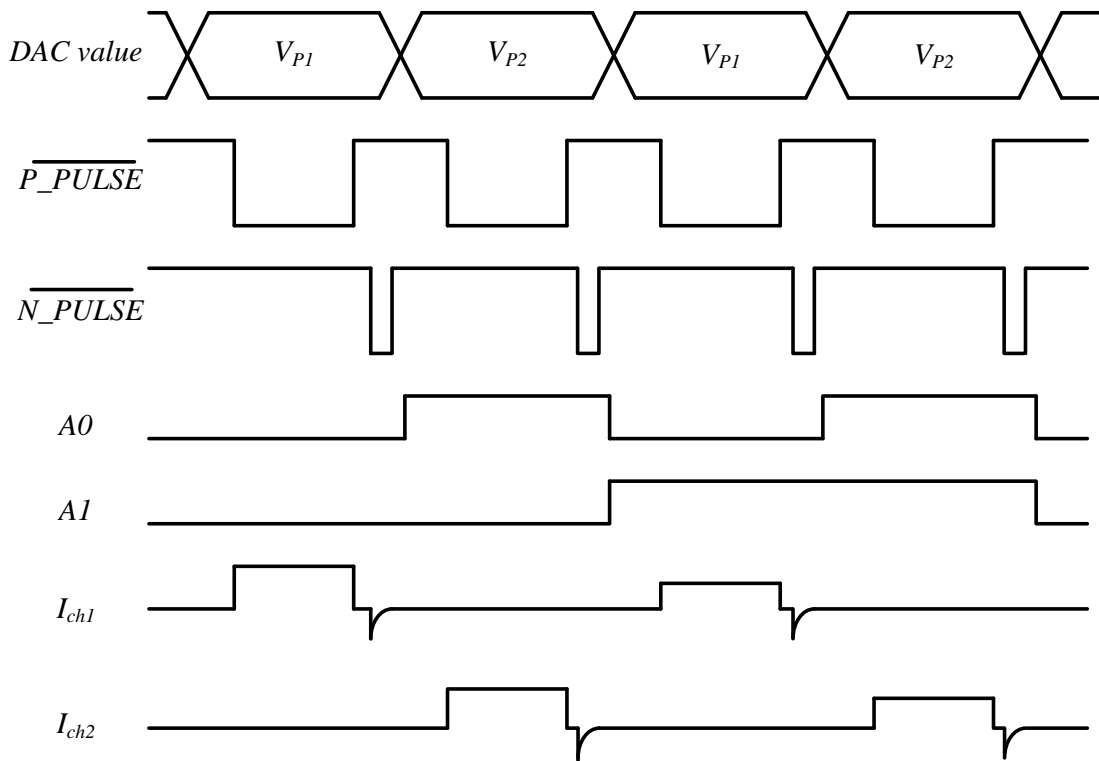 DAC value V_P1 V_P2 V_P1 V_P2
P_PULSE
N_PULSE
A0
A1
I_ch1
I_ch2